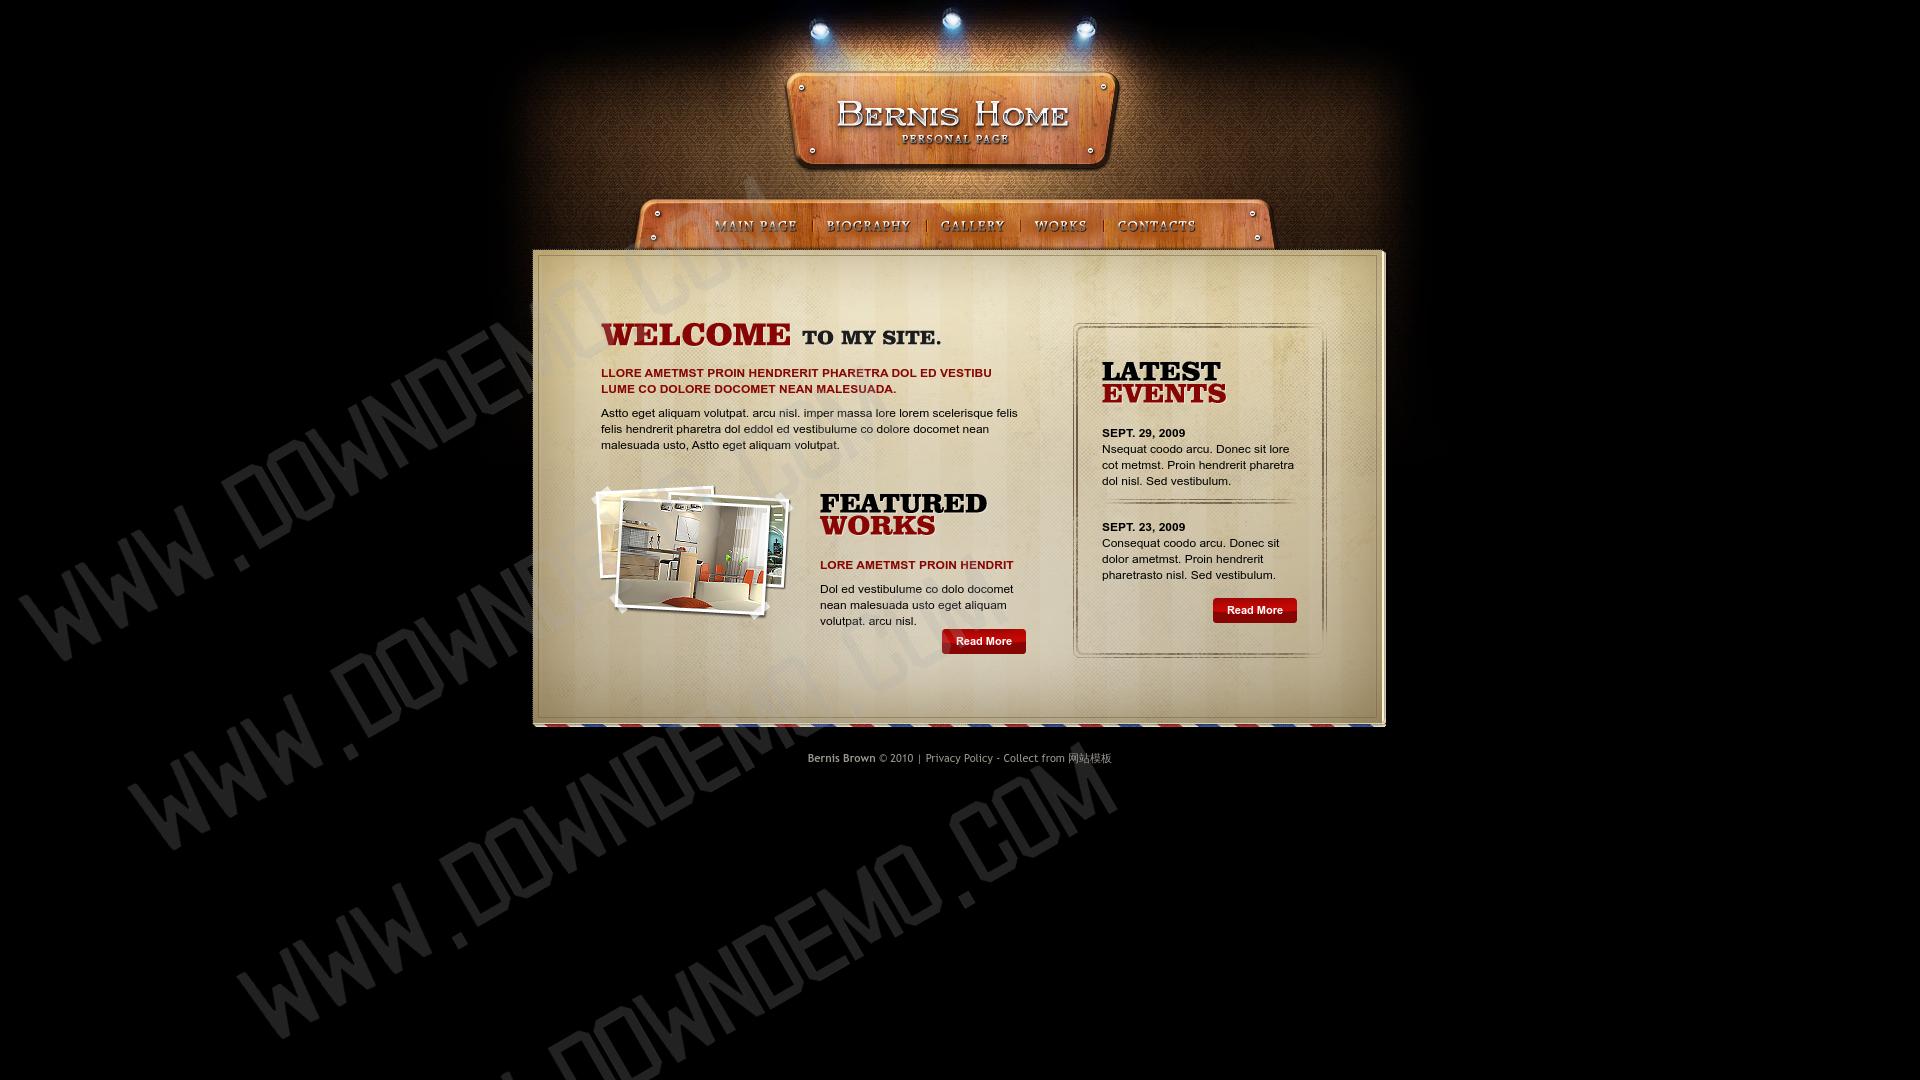 Bernis Home
PERSONAL PAGE
MAIN PAGE
BIOGRAPHY
GALLERY
WORKS
CONTACTS
WELCOME TO MY SITE.
LLORE AMETMST PROIN HENDRERIT PHARETRA DOL ED VESTIBU
LUME CO DOLORE DOCOMET NEAN MALESUADA.
Astto eget aliquam volutpat. arcu nisl. imper massa lore lorem scelerisque felis
felis hendrerit pharetra dol eddol ed vestibulume co dolore docomet nean
malesuada usto, Astto eget aliquam volutpat.
FEATURED
WORKS
LORE AMETMST PROIN HENDRIT
Dol ed vestibulume co dolo docomet
nean malesuada usto eget aliquam
volutpat. arcu nisl.
Read More
LATEST
EVENTS
SEPT. 29, 2009
Nsequat coodo arcu. Donec sit lore
cot metmst. Proin hendrerit pharetra
dol nisl. Sed vestibulum.
SEPT. 23, 2009
Consequat coodo arcu. Donec sit
dolor ametmst. Proin hendrerit
pharetrasto nisl. Sed vestibulum.
Read More
Bernis Brown © 2010 | Privacy Policy - Collect from 网站模板
WWW.DOWNDEMO.COM
WWW.DOWNDEMO.COM
WWW.DOWNDEMO.COM
.DOWNDEMO.COM